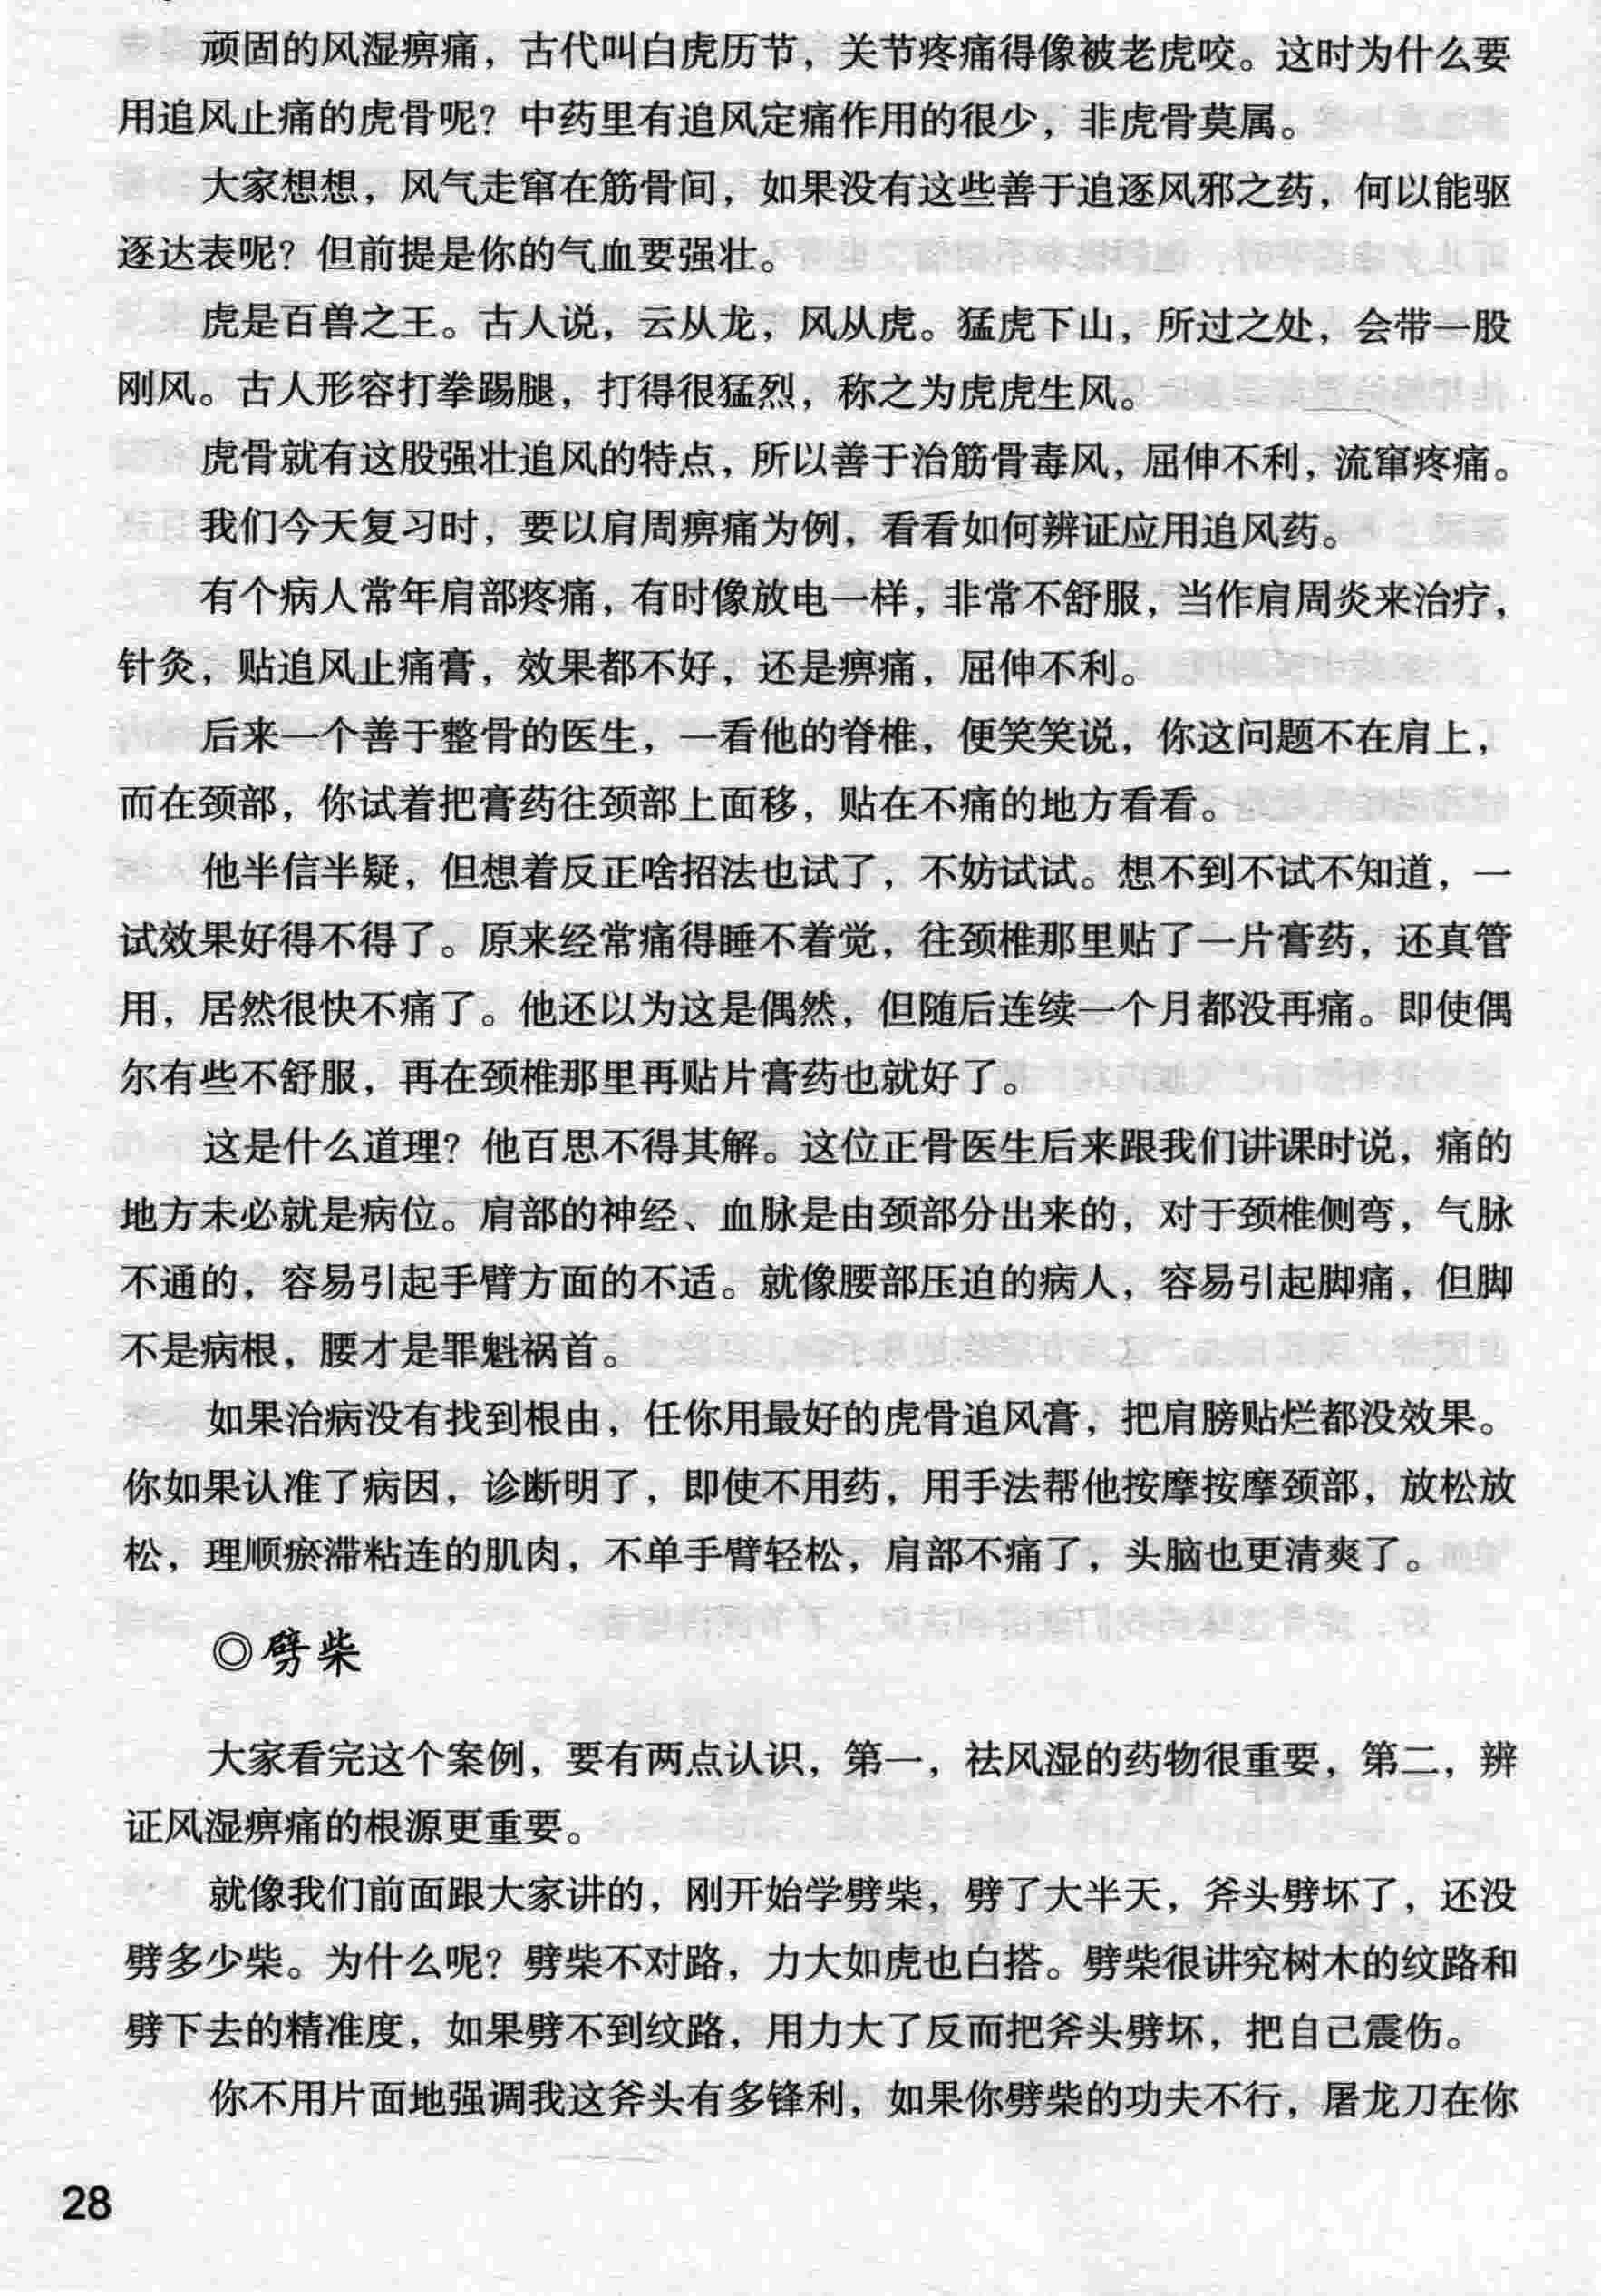 顽固的风湿痹痛，古代叫白虎历节，关节疼痛得像被老虎咬。这时为什么要
用追风止痛的虎骨呢？中药里有追风定痛作用的很少，非虎骨莫属。
大家想想，风气走窜在筋骨间，如果没有这些善于追逐风邪之药，何以能驱
逐达表呢？但前提是你的气血要强壮。
虎是百兽之王。古人说，云从龙，风从虎。猛虎下山，所过之处，会带一股
刚风。古人形容打拳踢腿，打得很猛烈，称之为虎虎生风。
虎骨就有这股强壮追风的特点，所以善于治筋骨毒风，屈伸不利，流窜疼痛。
我们今天复习时，要以肩周痹痛为例，看看如何辨证应用追风药。
有个病人常年肩部疼痛，有时像放电一样，非常不舒服，当作肩周炎来治疗，
针灸，贴追风止痛膏，效果都不好，还是痹痛，屈伸不利。
后来一个善于整骨的医生，一看他的脊椎，便笑笑说，你这问题不在肩上，
而在颈部，你试着把膏药往颈部上面移，贴在不痛的地方看看。
他半信半疑，但想着反正啥招法也试了，不妨试试。想不到不试不知道，一
试效果好得不得了。原来经常痛得睡不着觉，往颈椎那里贴了一片膏药，还真管
用，居然很快不痛了。他还以为这是偶然，但随后连续一个月都没再痛。即使偶
尔有些不舒服，再在颈椎那里再贴片膏药也就好了。
这是什么道理？他百思不得其解。这位正骨医生后来跟我们讲课时说，痛的
地方未必就是病位。肩部的神经、血脉是由颈部分出来的，对于颈椎侧弯，气脉
不通的，容易引起手臂方面的不适。就像腰部压迫的病人，容易引起脚痛，但脚
不是病根，腰才是罪魁祸首。
如果治病没有找到根由，任你用最好的虎骨追风膏，把肩膀贴烂都没效果。
你如果认准了病因，诊断明了，即使不用药，用手法帮他按摩按摩颈部，放松放
松，理顺瘀滞粘连的肌肉，不单手臂轻松，肩部不痛了，头脑也更清爽了。
◎劈柴
大家看完这个案例，要有两点认识，第一，祛风湿的药物很重要，第二，辨
证风湿痹痛的根源更重要。
就像我们前面跟大家讲的，刚开始学劈柴，劈了大半天，斧头劈坏了，还没
劈多少柴。为什么呢？劈柴不对路，力大如虎也白搭。劈柴很讲究树木的纹路和
劈下去的精准度，如果劈不到纹路，用力大了反而把斧头劈坏，把自己震伤。
你不用片面地强调我这斧头有多锋利，如果你劈柴的功夫不行，屠龙刀在你
28